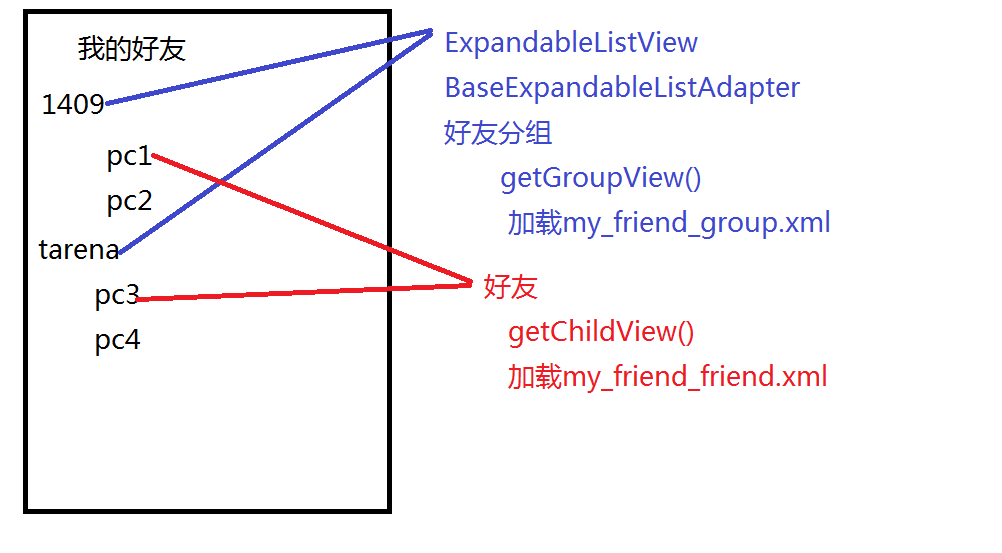 我的好友
1409
pc1
pc2
tarena
pc3
pc4
ExpandableListView
BaseExpandableListAdapter
好友分组
getGroupView()
加载my_friend_group.xml
好友
getChildView()
加载my_friend_friend.xml